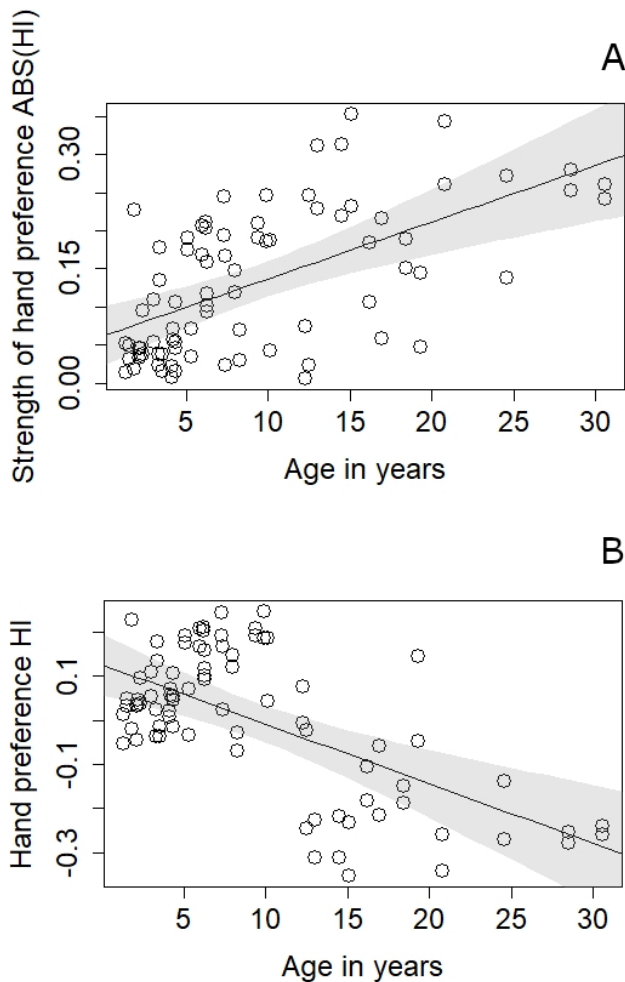 A
Strength of hand preference ABS(HI)
0.30
0.15
0.00
5 10 15 20 25 30
Age in years
B
Hand preference HI
0.1
-0.1
-0.3
5 10 15 20 25 30
Age in years